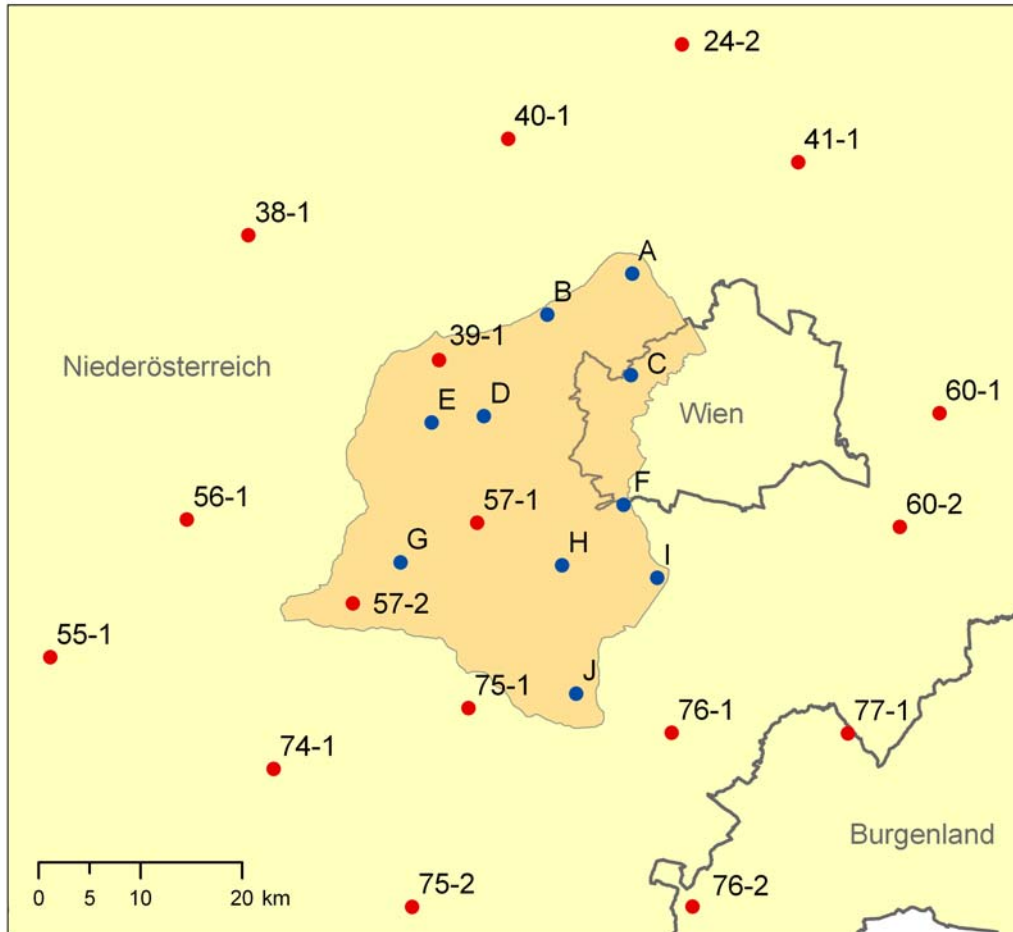 24-2
40-1
41-1
38-1
A
B
39-1
Niederösterreich
C
60-1
E
D
Wien
56-1
57-1
F
60-2
G
H
I
57-2
55-1
75-1
J
76-1
77-1
74-1
Burgenland
75-2
76-2
0 5 10 20 km